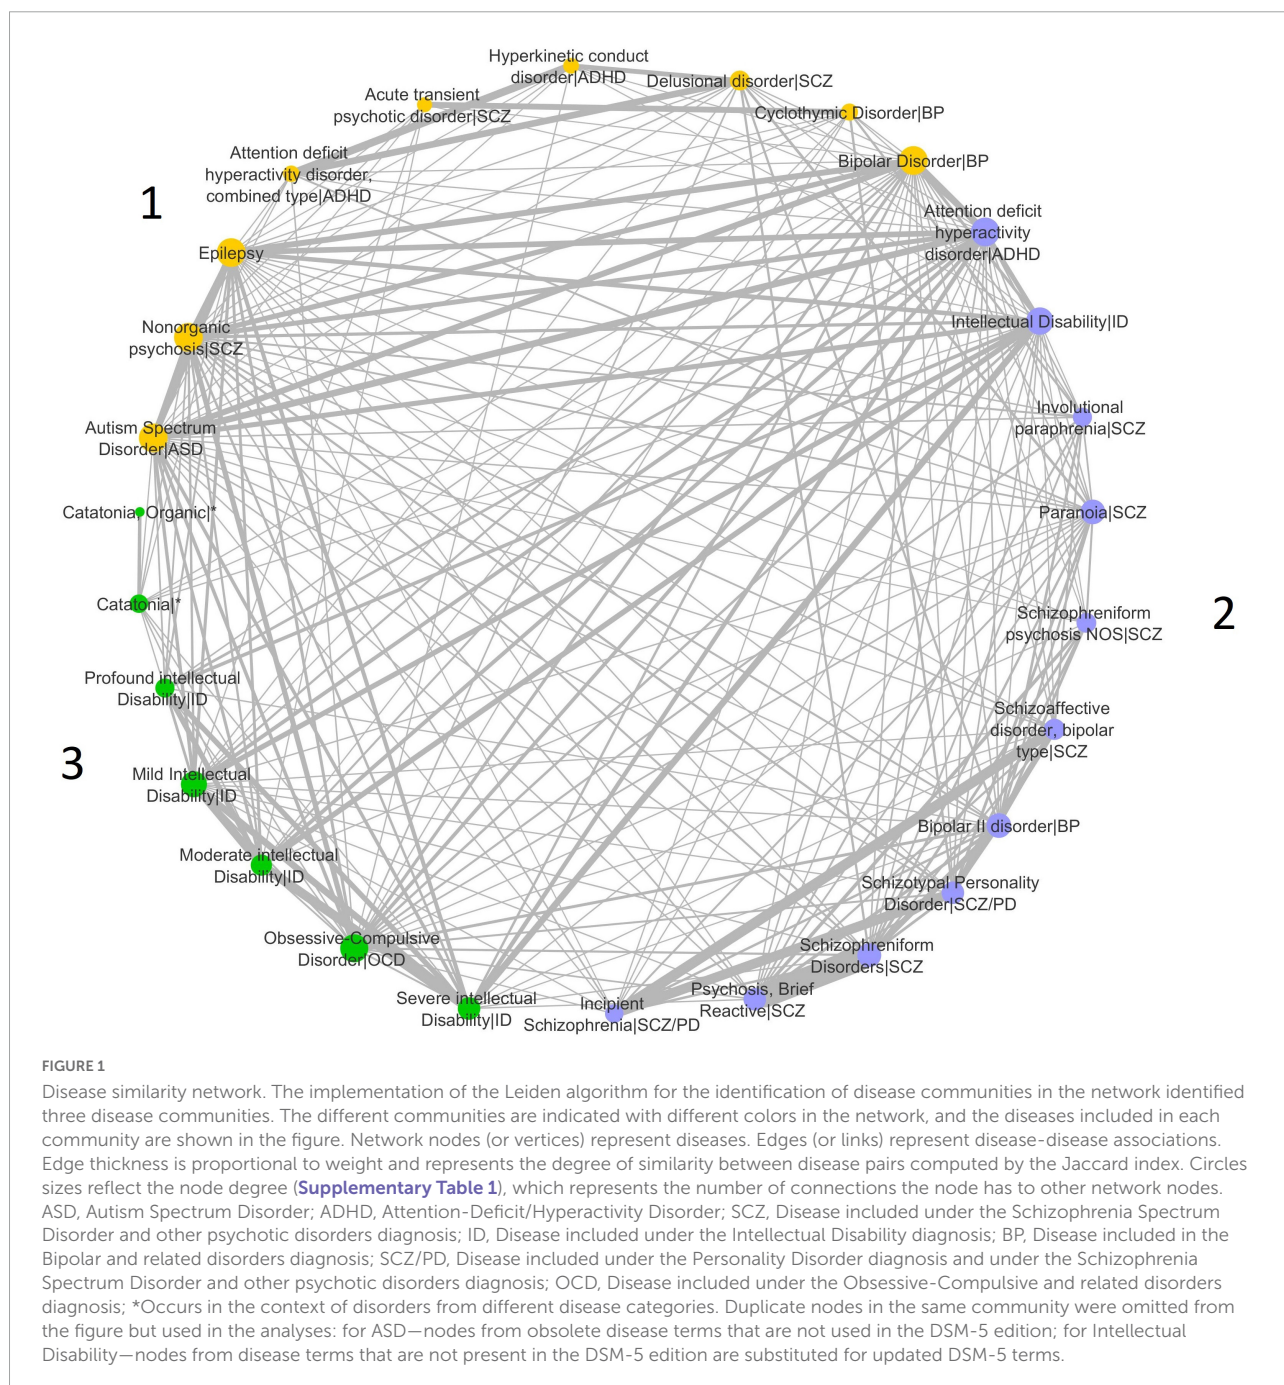 Hyperkinetic conduct
disorder|ADHD
Delusional disorder|SCZ
Acute transient
psychotic disorder|SCZ
Cyclothymic Disorder|BP
Attention deficit
hyperactivity disorder,
combined type|ADHD
Bipolar Disorder|BP
1
Attention deficit
hyperactivity
disorder|ADHD
Epilepsy
Intellectual Disability|ID
Nonorganic
psychosis|SCZ
Involutional
paraphrenia|SCZ
Autism Spectrum
Disorder|ASD
Catatonia, Organic|*
Paranoia|SCZ
Catatonia|*
Schizophreniform
psychosis NOS|SCZ
2
Profound intellectual
Disability|ID
Schizoaffective
disorder, bipolar
type|SCZ
3
Mild Intellectual
Disability|ID
Bipolar II disorder|BP
Moderate intellectual
Disability|ID
Schizotypal Personality
Disorder|SCZ/PD
Obsessive-Compulsive
Disorder|OCD
Schizophreniform
Disorders|SCZ
Severe intellectual
Disability|ID
Incipient
Schizophrenia|SCZ/PD
Psychosis, Brief
Reactive|SCZ
FIGURE 1
Disease similarity network. The implementation of the Leiden algorithm for the identification of disease communities in the network identified
three disease communities. The different communities are indicated with different colors in the network, and the diseases included in each
community are shown in the figure. Network nodes (or vertices) represent diseases. Edges (or links) represent disease-disease associations.
Edge thickness is proportional to weight and represents the degree of similarity between disease pairs computed by the Jaccard index. Circles
sizes reflect the node degree (Supplementary Table 1), which represents the number of connections the node has to other network nodes.
ASD, Autism Spectrum Disorder; ADHD, Attention-Deficit/Hyperactivity Disorder; SCZ, Disease included under the Schizophrenia Spectrum
Disorder and other psychotic disorders diagnosis; ID, Disease included under the Intellectual Disability diagnosis; BP, Disease included in the
Bipolar and related disorders diagnosis; SCZ/PD, Disease included under the Personality Disorder diagnosis and under the Schizophrenia
Spectrum Disorder and other psychotic disorders diagnosis; OCD, Disease included under the Obsessive-Compulsive and related disorders
diagnosis; *Occurs in the context of disorders from different disease categories. Duplicate nodes in the same community were omitted from
the figure but used in the analyses: for ASD—nodes from obsolete disease terms that are not used in the DSM-5 edition; for Intellectual
Disability—nodes from disease terms that are not present in the DSM-5 edition are substituted for updated DSM-5 terms.